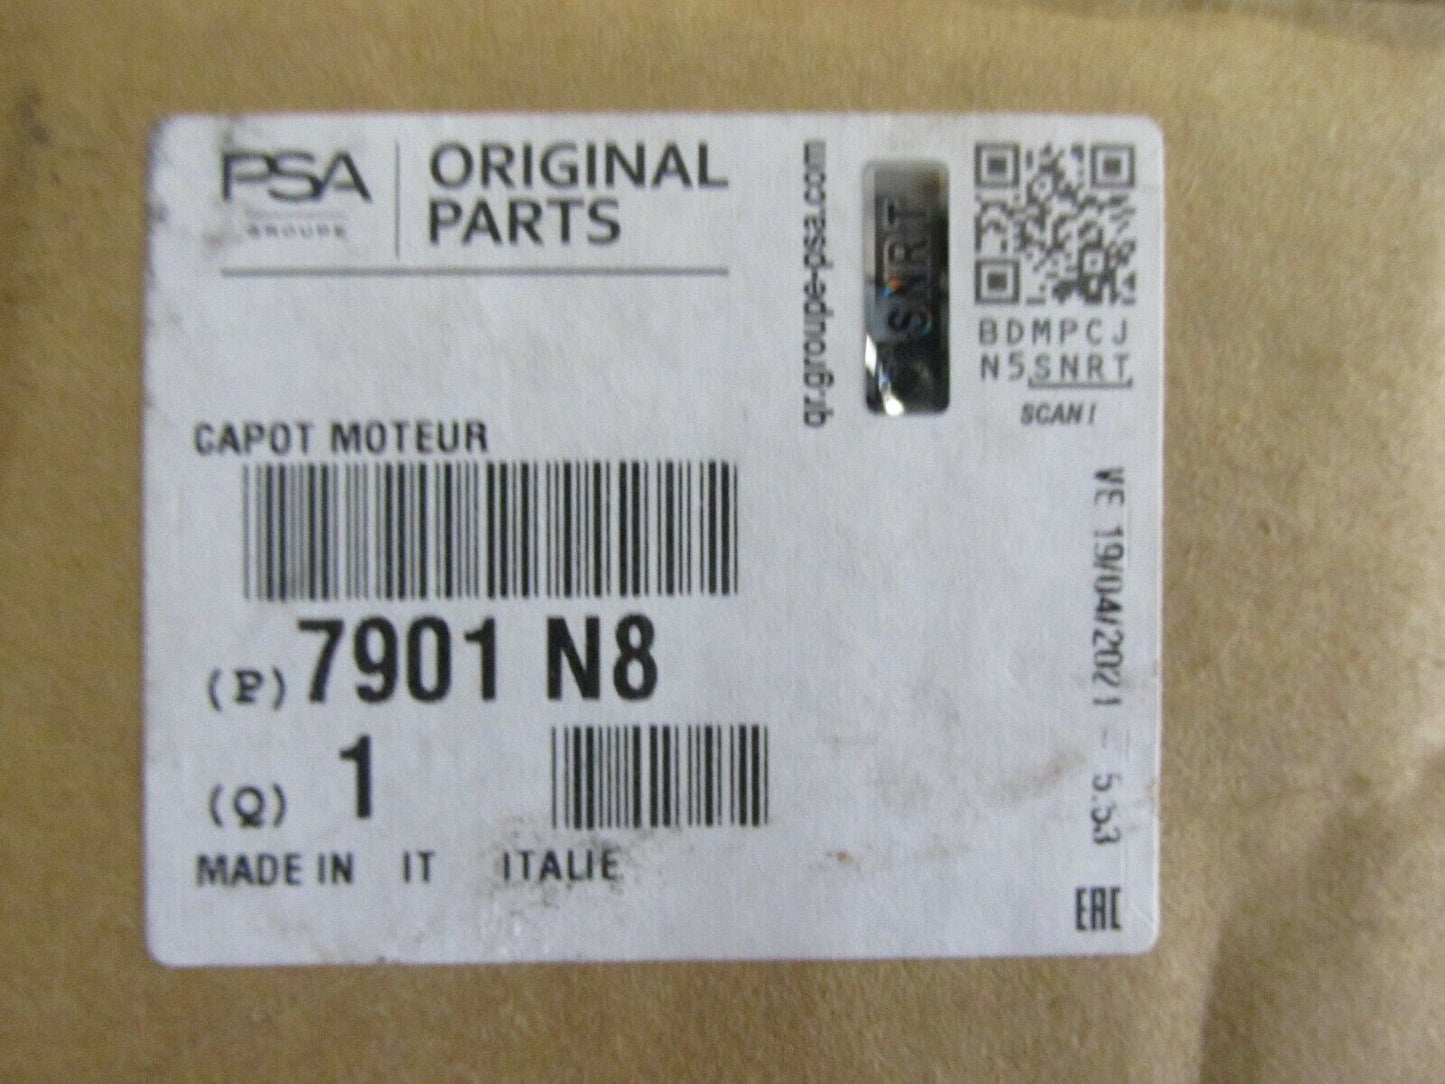 PSA
GROUPE
ORIGINAL
PARTS
qr.groupe-psa.com
SNRT
BDMPCJ
N5SNRT
SCAN!
CAPOT MOTEUR
(P) 7901 N8
(Q) 1
MADE IN IT ITALIE
VE 19/04/2021 - 5.53
EAC